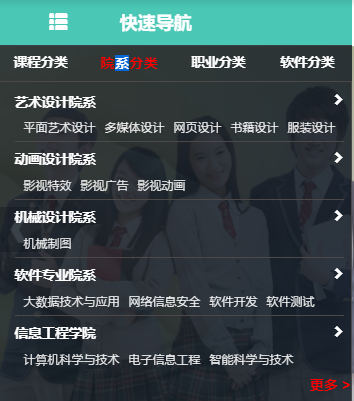 快速导航
课程分类 院系分类 职业分类 软件分类
艺术设计院系
平面艺术设计 多媒体设计 网页设计 书籍设计 服装设计
动画设计院系
影视特效 影视广告 影视动画
机械设计院系
机械制图
软件专业院系
大数据技术与应用 网络信息安全 软件开发 软件测试
信息工程学院
计算机科学与技术 电子信息工程 智能科学与技术
更多 >